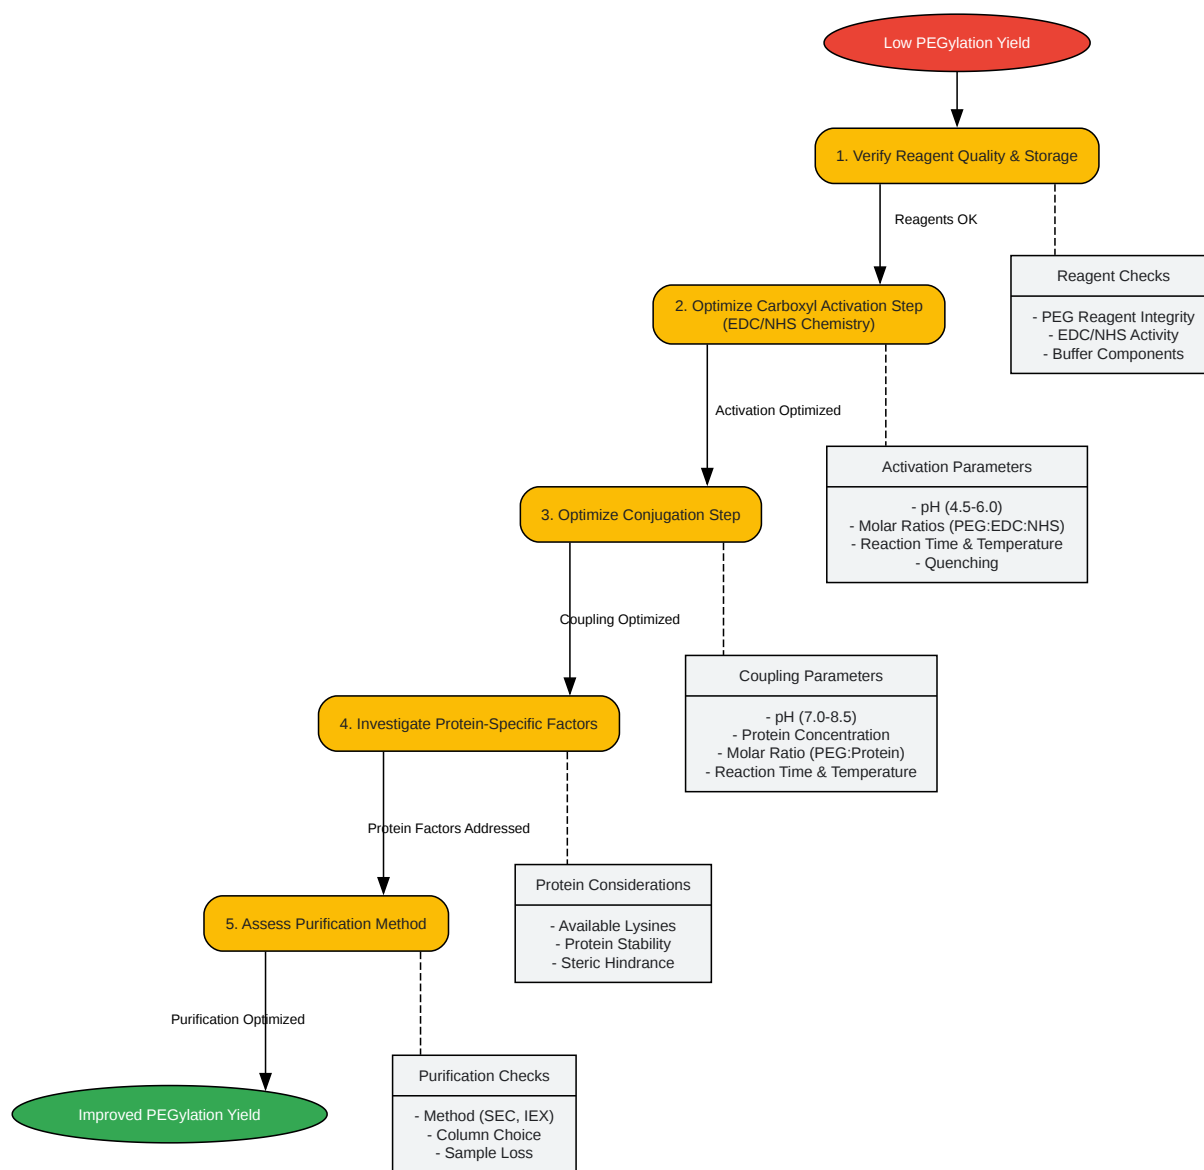 Low PEGylation Yield
1. Verify Reagent Quality & Storage
Reagents OK
Reagent Checks
- PEG Reagent Integrity
- EDC/NHS Activity
- Buffer Components
2. Optimize Carboxyl Activation Step
(EDC/NHS Chemistry)
Activation Optimized
Activation Parameters
- pH (4.5-6.0)
- Molar Ratios (PEG:EDC:NHS)
- Reaction Time & Temperature
- Quenching
3. Optimize Conjugation Step
Coupling Optimized
Coupling Parameters
- pH (7.0-8.5)
- Protein Concentration
- Molar Ratio (PEG:Protein)
- Reaction Time & Temperature
4. Investigate Protein-Specific Factors
Protein Factors Addressed
Protein Considerations
- Available Lysines
- Protein Stability
- Steric Hindrance
5. Assess Purification Method
Purification Optimized
Purification Checks
- Method (SEC, IEX)
- Column Choice
- Sample Loss
Improved PEGylation Yield